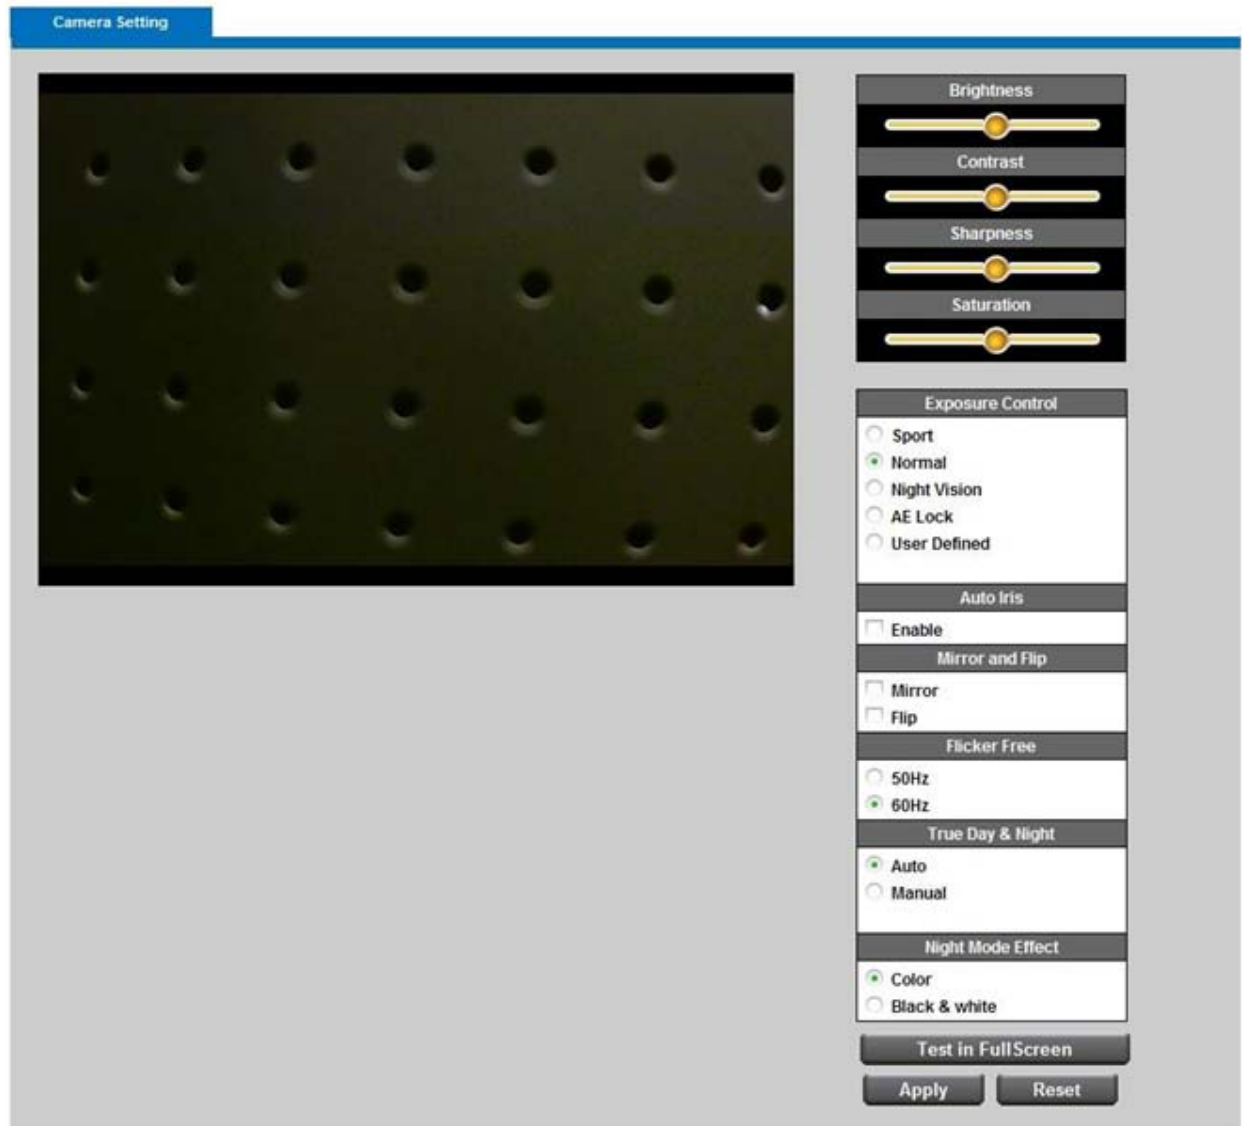 Camera Setting
Brightness
Contrast
Sharpness
Saturation
Exposure Control
Sport
Normal
Night Vision
AE Lock
User Defined
Auto Iris
Enable
Mirror and Flip
Mirror
Flip
Flicker Free
50Hz
60Hz
True Day & Night
Auto
Manual
Night Mode Effect
Color
Black & white
Test in FullScreen
Apply
Reset